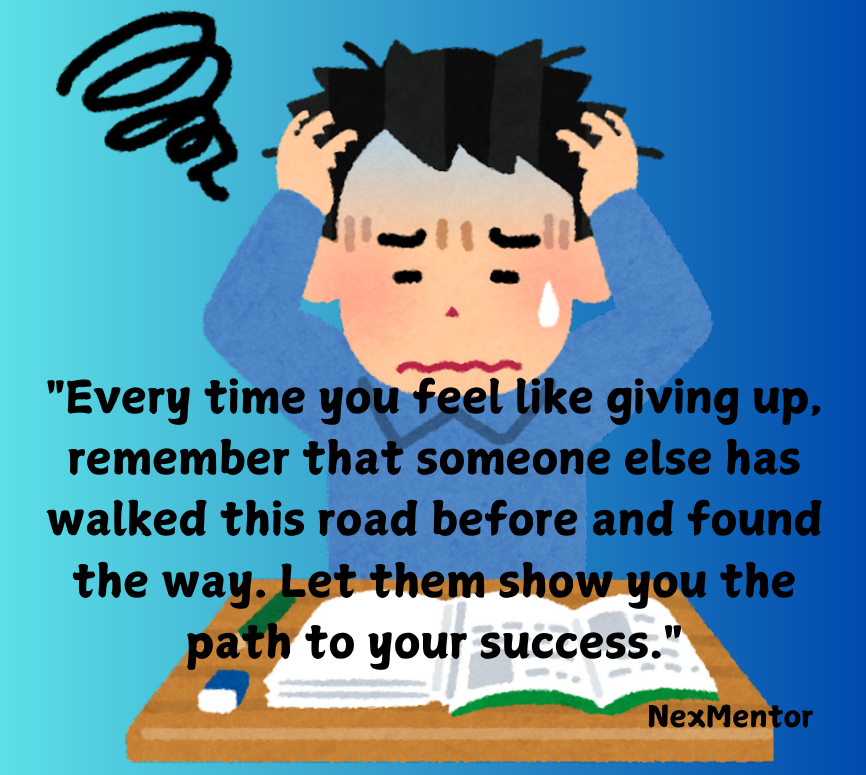 "Every time you feel like giving up,
remember that someone else has
walked this road before and found
the way. Let them show you the
path to your success."
NexMentor